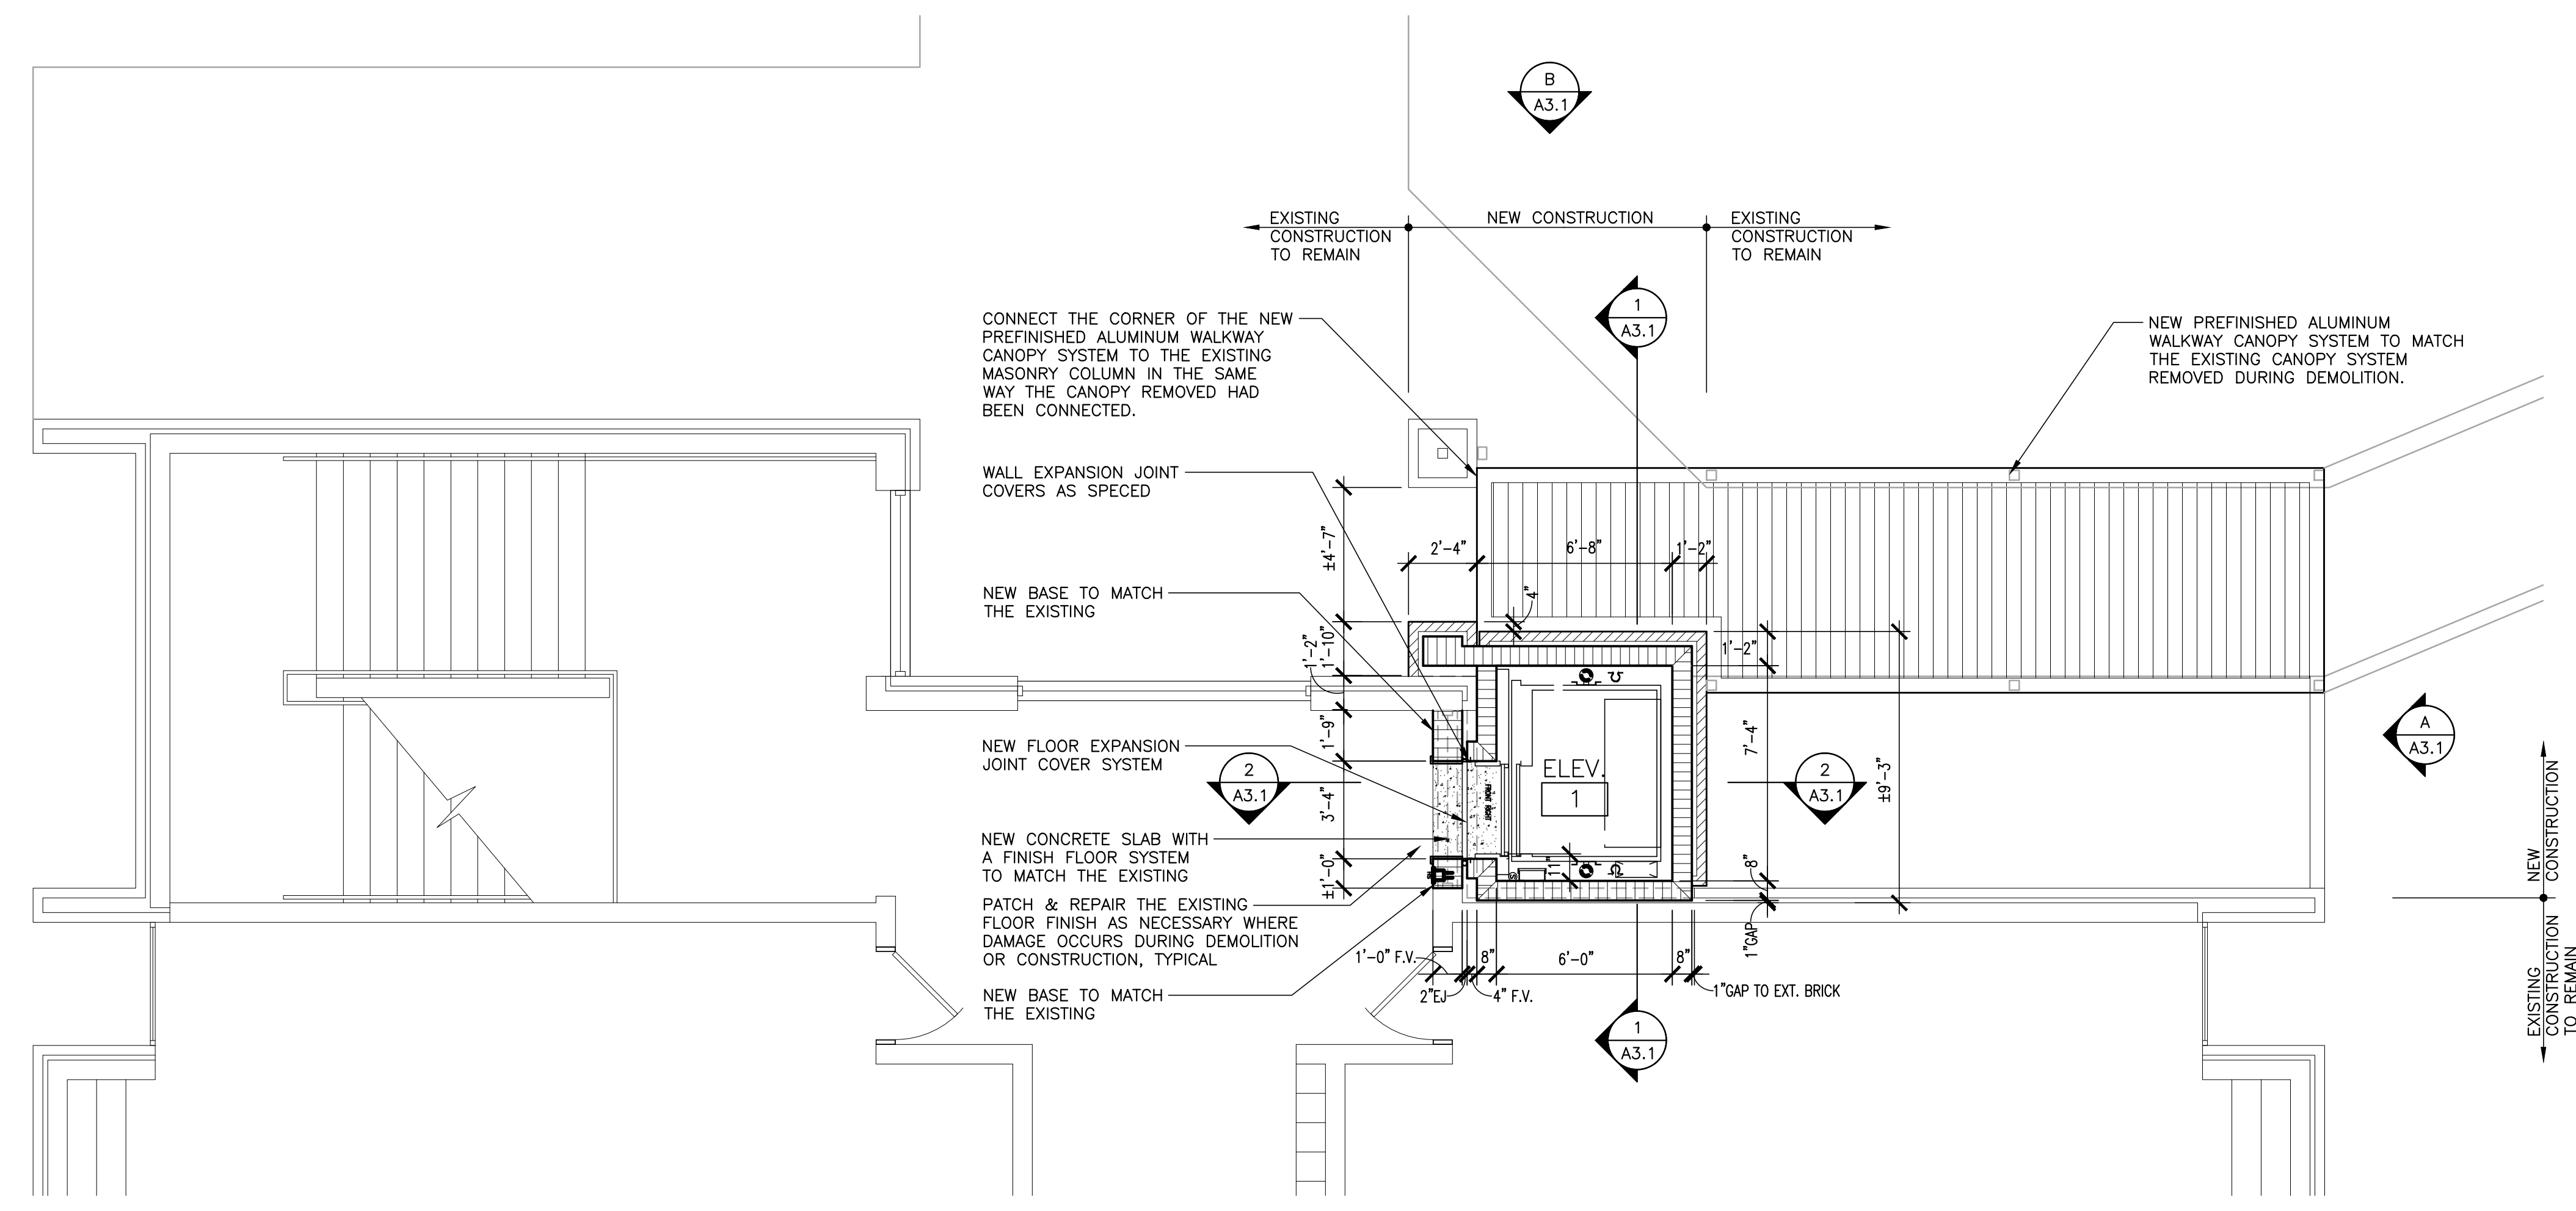 B
A3.1
EXISTING
CONSTRUCTION
TO REMAIN
NEW CONSTRUCTION
EXISTING
CONSTRUCTION
TO REMAIN
1
A3.1
CONNECT THE CORNER OF THE NEW
PREFINISHED ALUMINUM WALKWAY
CANOPY SYSTEM TO THE EXISTING
MASONRY COLUMN IN THE SAME
WAY THE CANOPY REMOVED HAD
BEEN CONNECTED.
NEW PREFINISHED ALUMINUM
WALKWAY CANOPY SYSTEM TO MATCH
THE EXISTING CANOPY SYSTEM
REMOVED DURING DEMOLITION.
WALL EXPANSION JOINT
COVERS AS SPECED
±4'-7"
2'-4"
6'-8"
1'-2"
4"
NEW BASE TO MATCH
THE EXISTING
1'-2"
1'-10"
1'-2"
1'-9"
7'-4"
±9'-3"
A
A3.1
NEW FLOOR EXPANSION
JOINT COVER SYSTEM
2
A3.1
ELEV.
1
FRONT RIGHT
2
A3.1
3'-4"
NEW CONCRETE SLAB WITH
A FINISH FLOOR SYSTEM
TO MATCH THE EXISTING
±1'-0"
11"
8"
NEW
CONSTRUCTION
PATCH & REPAIR THE EXISTING
FLOOR FINISH AS NECESSARY WHERE
DAMAGE OCCURS DURING DEMOLITION
OR CONSTRUCTION, TYPICAL
1"GAP
EXISTING
CONSTRUCTION
TO REMAIN
1'-0" F.V.
8"
6'-0"
8"
NEW BASE TO MATCH
THE EXISTING
2"EJ
4" F.V.
1"GAP TO EXT. BRICK
1
A3.1